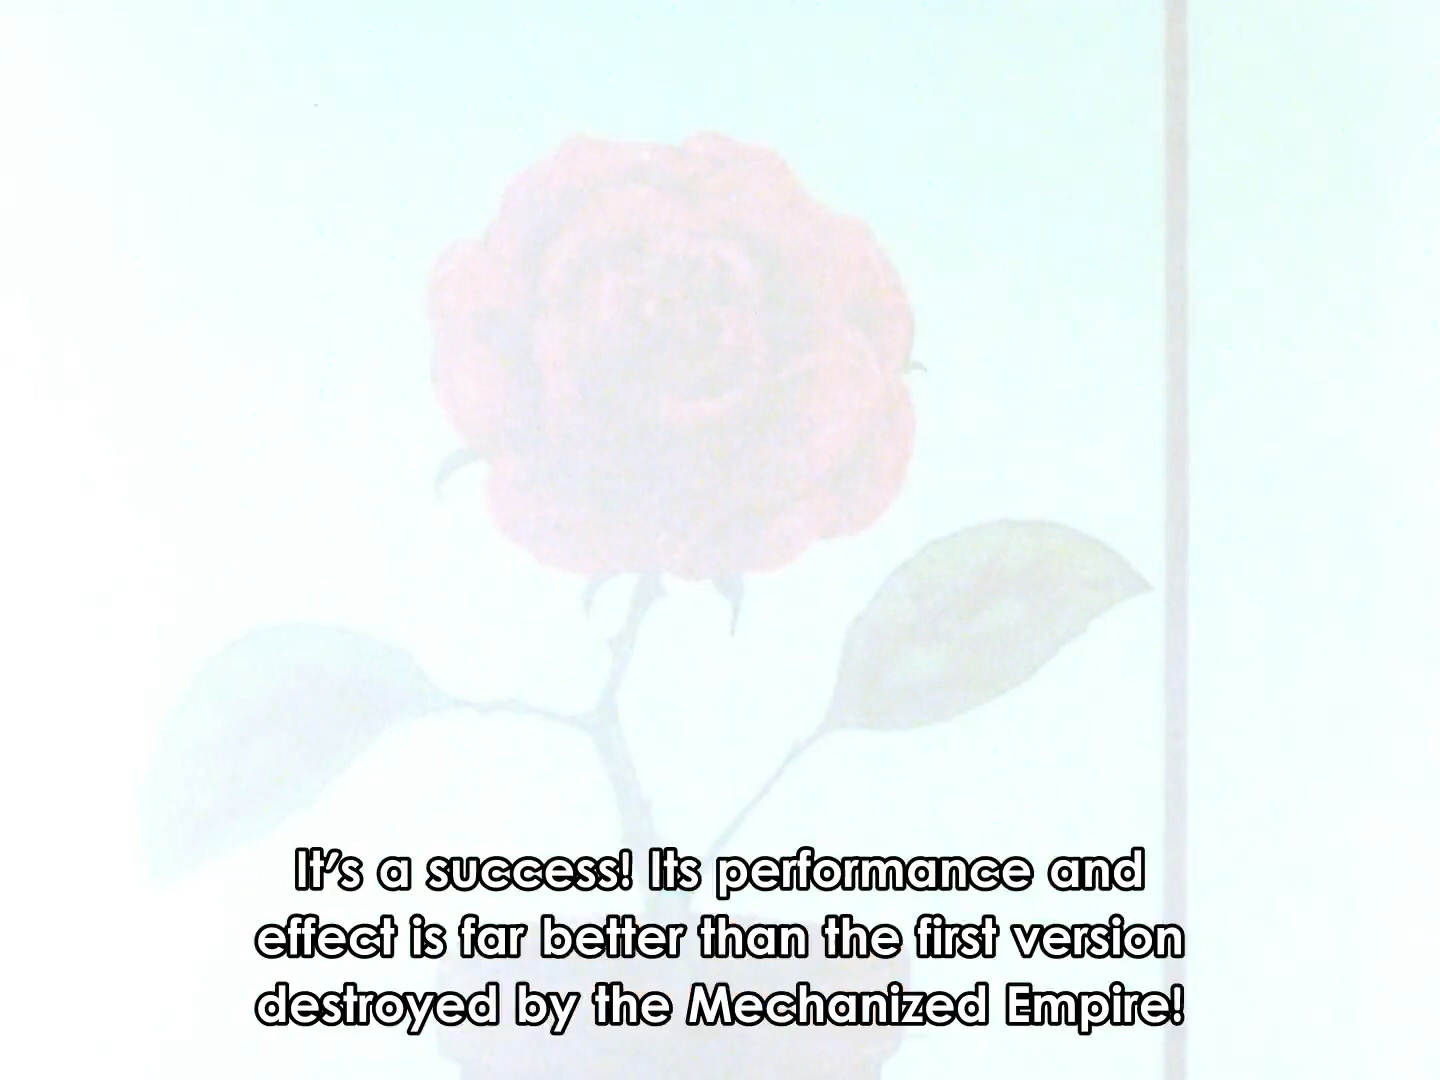 It's a success! Its performance and
effect is far better than the first version
destroyed by the Mechanized Empire!